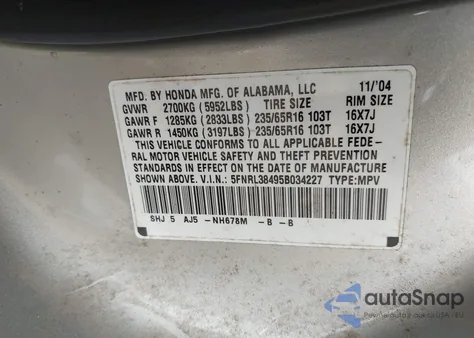 MFD. BY HONDA MFG. OF ALABAMA, LLC 11/'04
GVWR 2700KG (5952LBS) TIRE SIZE RIM SIZE
GAWR F 1285KG (2833LBS) 235/65R16 103T 16X7J
GAWR R 1450KG (3197LBS) 235/65R16 103T 16X7J
THIS VEHICLE CONFORMS TO ALL APPLICABLE FEDE-
RAL MOTOR VEHICLE SAFETY AND THEFT PREVENTION
STANDARDS IN EFFECT ON THE DATE OF MANUFACTURE
SHOWN ABOVE. V.I.N.: 5FNRL38495B034227 TYPE:MPV
SHJ 5 AJ5 -NH678M -B -B
autoSnap